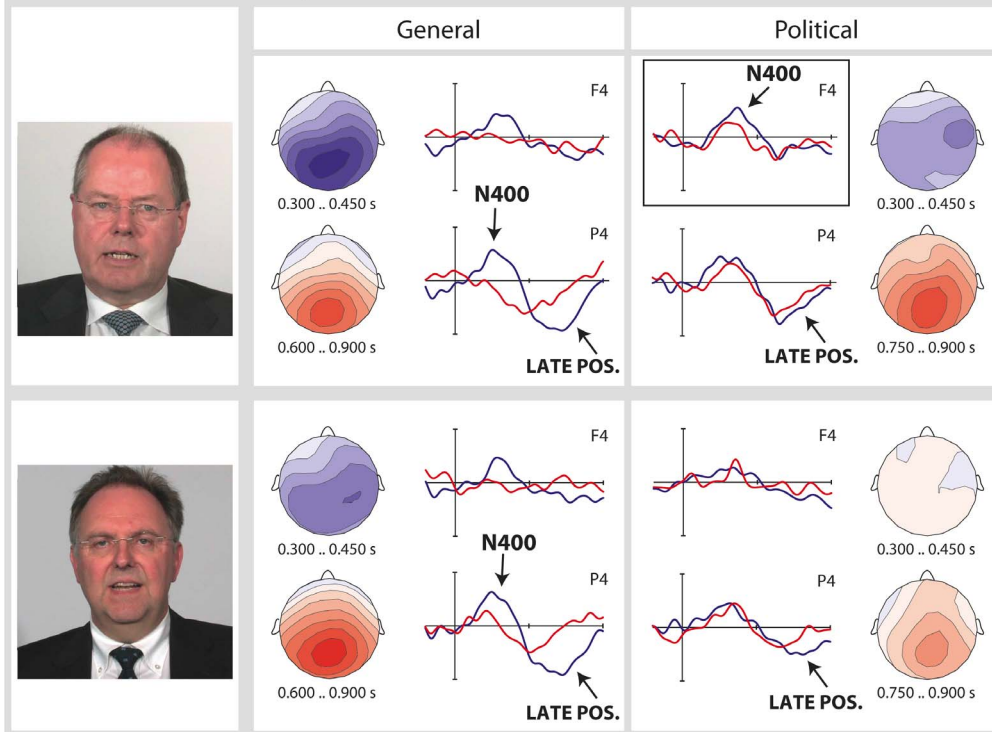 General
Political
F4
N400
F4
0.300 .. 0.450 s
0.300 .. 0.450 s
N400
P4
P4
0.600 .. 0.900 s
LATE POS.
LATE POS.
0.750 .. 0.900 s
F4
F4
0.300 .. 0.450 s
0.300 .. 0.450 s
N400
P4
P4
0.600 .. 0.900 s
LATE POS.
LATE POS.
0.750 .. 0.900 s